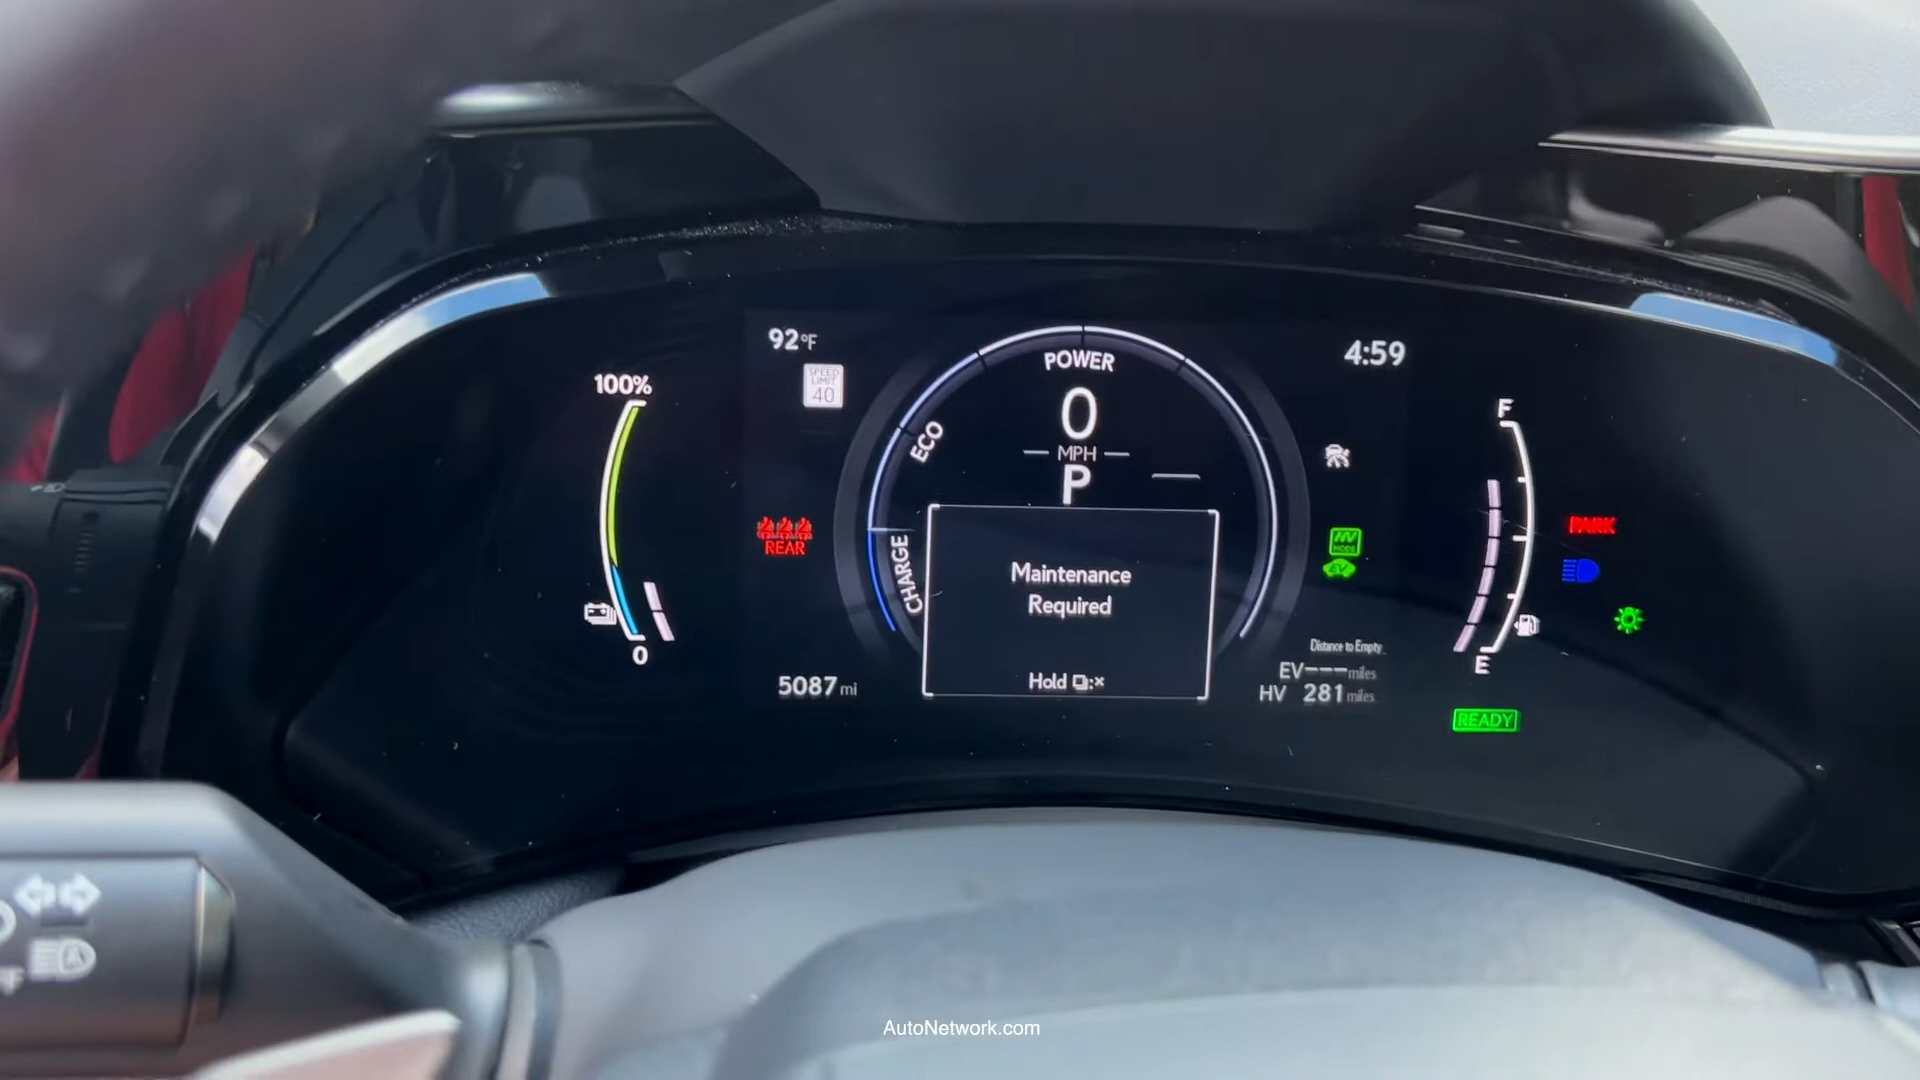 92°F
4:59
100%
SPEED
LIMIT
40
POWER
F
0
ECO
MPH
P
PARK
REAR
HV
MODE
EV
CHARGE
Maintenance
Required
0
Distance to Empty
E
EV---miles
5087 mi
Hold :×
HV 281 miles
READY
AutoNetwork.com